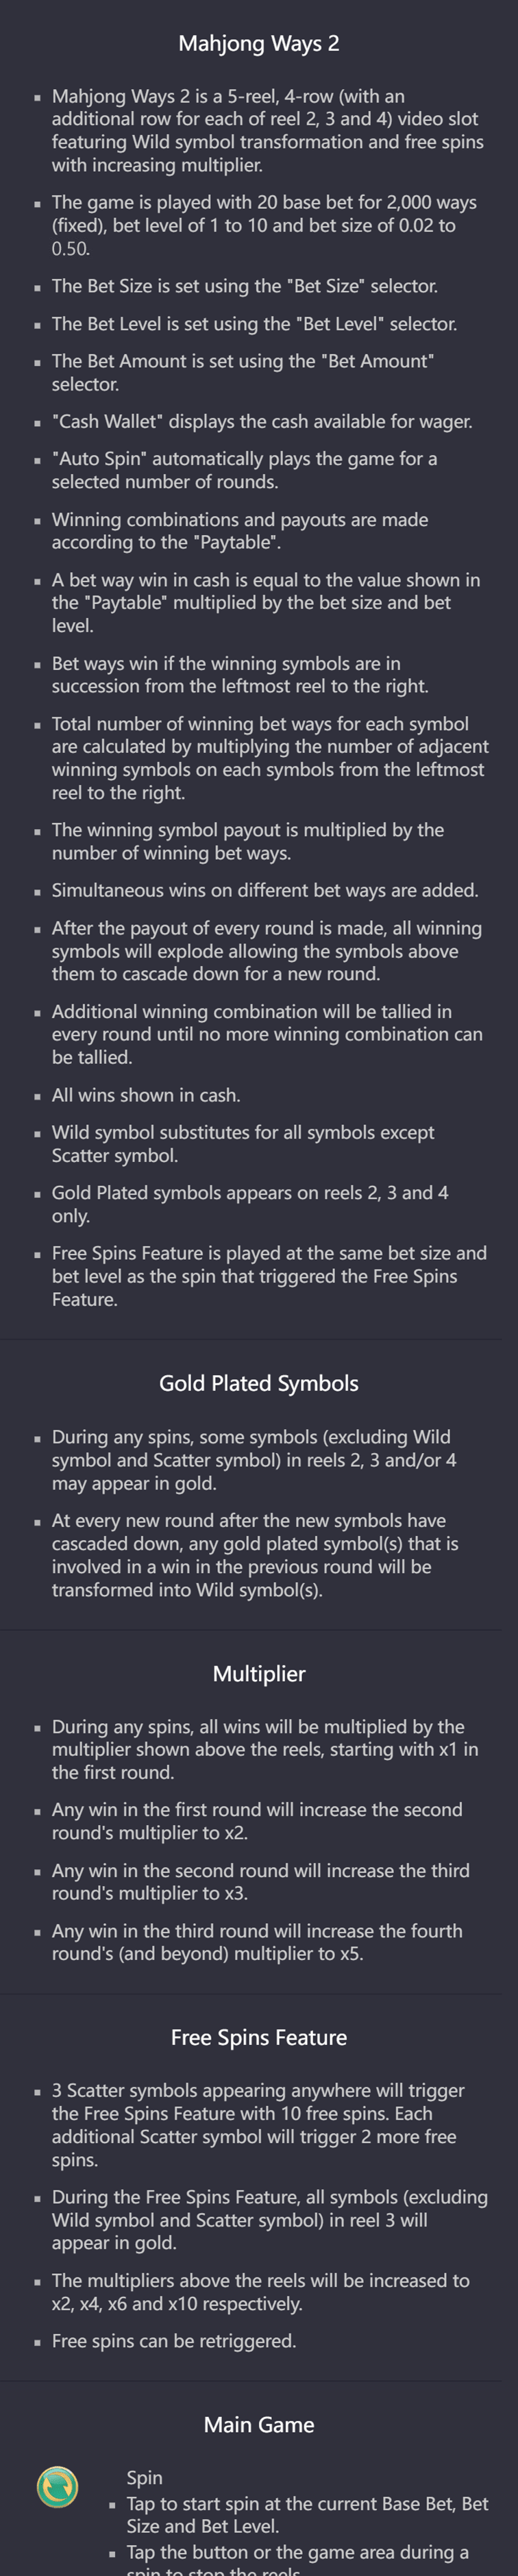 Mahjong Ways 2
▪ Mahjong Ways 2 is a 5-reel, 4-row (with an
additional row for each of reel 2, 3 and 4) video slot
featuring Wild symbol transformation and free spins
with increasing multiplier.
▪ The game is played with 20 base bet for 2,000 ways
(fixed), bet level of 1 to 10 and bet size of 0.02 to
0.50.
▪ The Bet Size is set using the "Bet Size" selector.
▪ The Bet Level is set using the "Bet Level" selector.
▪ The Bet Amount is set using the "Bet Amount"
selector.
▪ "Cash Wallet" displays the cash available for wager.
▪ "Auto Spin" automatically plays the game for a
selected number of rounds.
▪ Winning combinations and payouts are made
according to the "Paytable".
▪ A bet way win in cash is equal to the value shown in
the "Paytable" multiplied by the bet size and bet
level.
▪ Bet ways win if the winning symbols are in
succession from the leftmost reel to the right.
▪ Total number of winning bet ways for each symbol
are calculated by multiplying the number of adjacent
winning symbols on each symbols from the leftmost
reel to the right.
▪ The winning symbol payout is multiplied by the
number of winning bet ways.
▪ Simultaneous wins on different bet ways are added.
▪ After the payout of every round is made, all winning
symbols will explode allowing the symbols above
them to cascade down for a new round.
▪ Additional winning combination will be tallied in
every round until no more winning combination can
be tallied.
▪ All wins shown in cash.
▪ Wild symbol substitutes for all symbols except
Scatter symbol.
▪ Gold Plated symbols appears on reels 2, 3 and 4
only.
▪ Free Spins Feature is played at the same bet size and
bet level as the spin that triggered the Free Spins
Feature.
Gold Plated Symbols
▪ During any spins, some symbols (excluding Wild
symbol and Scatter symbol) in reels 2, 3 and/or 4
may appear in gold.
▪ At every new round after the new symbols have
cascaded down, any gold plated symbol(s) that is
involved in a win in the previous round will be
transformed into Wild symbol(s).
Multiplier
▪ During any spins, all wins will be multiplied by the
multiplier shown above the reels, starting with x1 in
the first round.
▪ Any win in the first round will increase the second
round's multiplier to x2.
▪ Any win in the second round will increase the third
round's multiplier to x3.
▪ Any win in the third round will increase the fourth
round's (and beyond) multiplier to x5.
Free Spins Feature
▪ 3 Scatter symbols appearing anywhere will trigger
the Free Spins Feature with 10 free spins. Each
additional Scatter symbol will trigger 2 more free
spins.
▪ During the Free Spins Feature, all symbols (excluding
Wild symbol and Scatter symbol) in reel 3 will
appear in gold.
▪ The multipliers above the reels will be increased to
x2, x4, x6 and x10 respectively.
▪ Free spins can be retriggered.
Main Game
Spin
▪ Tap to start spin at the current Base Bet, Bet
Size and Bet Level.
▪ Tap the button or the game area during a
spin to stop the reels.